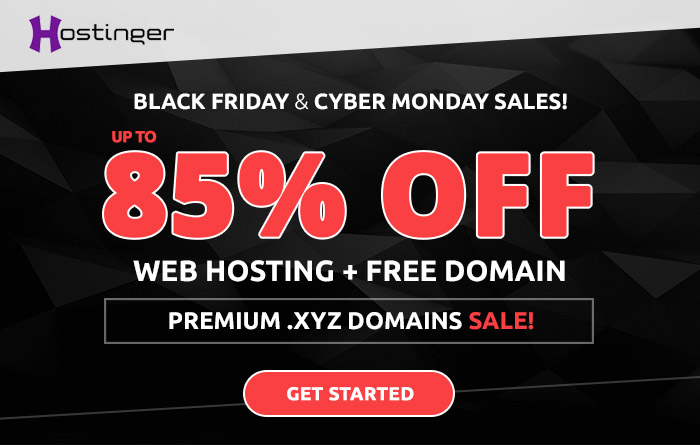 Hostinger
BLACK FRIDAY & CYBER MONDAY SALES!
UP TO
85% OFF
WEB HOSTING + FREE DOMAIN
PREMIUM .XYZ DOMAINS SALE!
GET STARTED